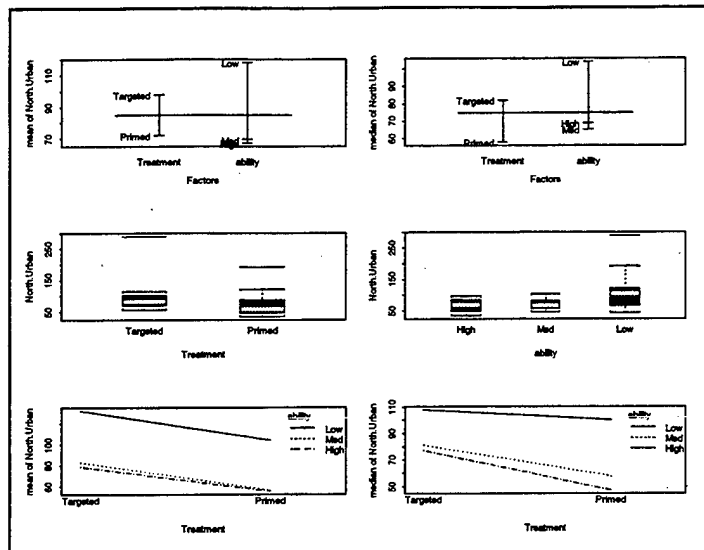 mean of North.Urban
110
90
70
Targeted
Primed
Low
Med
Treatment
ability
Factors
median of North.Urban
90
80
70
60
Targeted
Primed
Low
High
Med
Treatment
ability
Factors
North.Urban
250
150
50
Targeted
Primed
Treatment
North.Urban
250
150
50
High
Med
Low
ability
mean of North.Urban
100
80
60
ability
Low
Med
High
Targeted
Primed
Treatment
median of North.Urban
110
90
70
50
ability
Low
Med
High
Targeted
Primed
Treatment